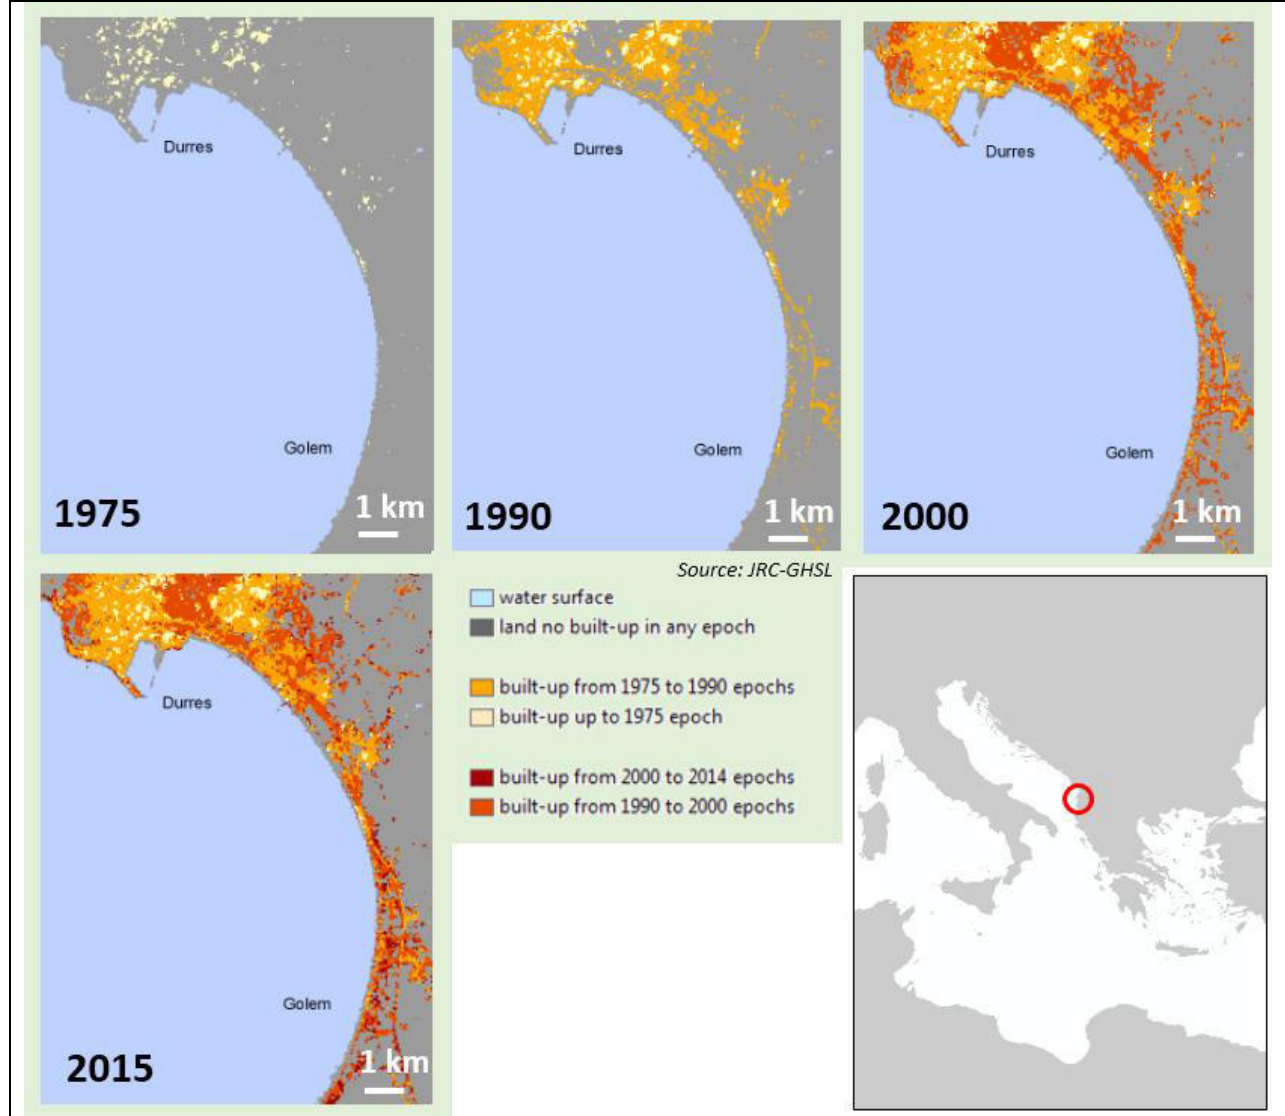 Durres
Golem
1975
1 km
Durres
Golem
1990
1 km
Durres
Golem
2000
1 km
Source: JRC-GHSL
water surface
land no built-up in any epoch
built-up from 1975 to 1990 epochs
built-up up to 1975 epoch
built-up from 2000 to 2014 epochs
built-up from 1990 to 2000 epochs
Durres
Golem
2015
1 km